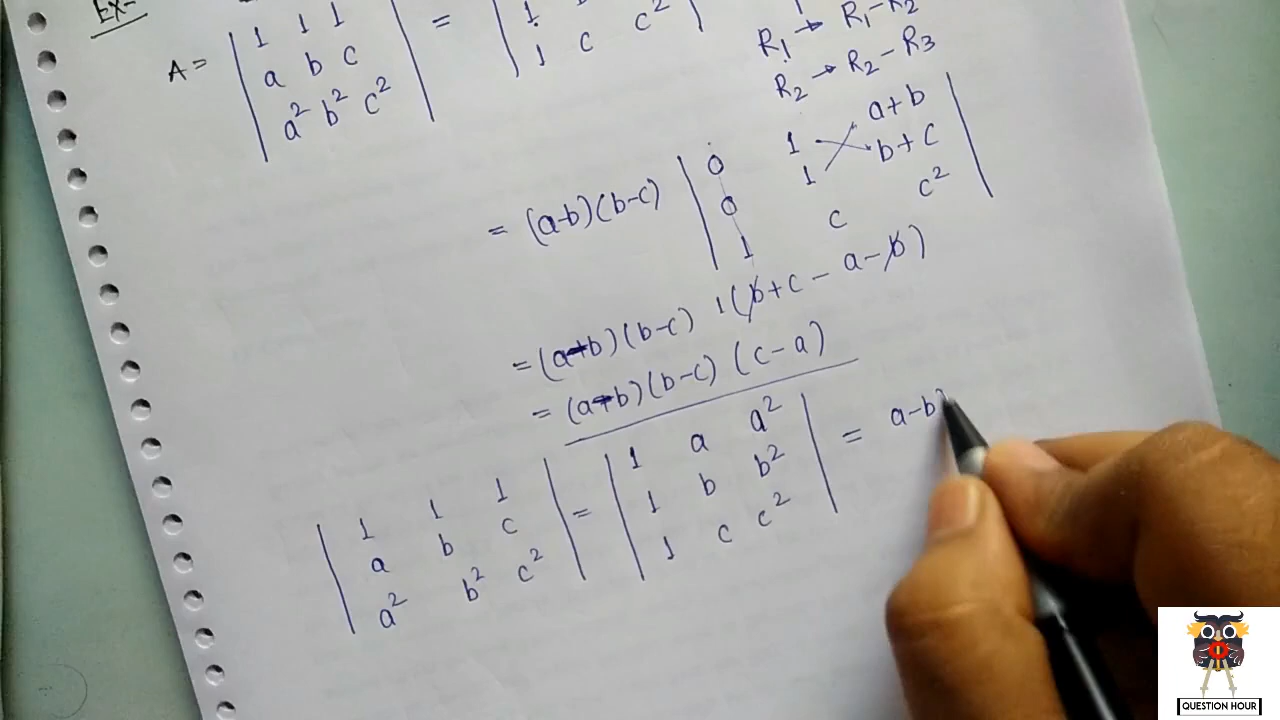 Ex-
A = | 1 1 1 | = | 1
a b c | 1 c c² |
a² b² c² |
R₁ → R₁-R₂
R₂ → R₂-R₃
= (a-b)(b-c) | 0 1 a+b |
0 1 b+c
1 c c²
= (a-b)(b-c) 1(b+c-a-b)
= (a-b)(b-c)(c-a)
| 1 1 1 | = | 1 a a² | = a-b)
a b c 1 b b²
a² b² c² 1 c c²
QUESTION HOUR